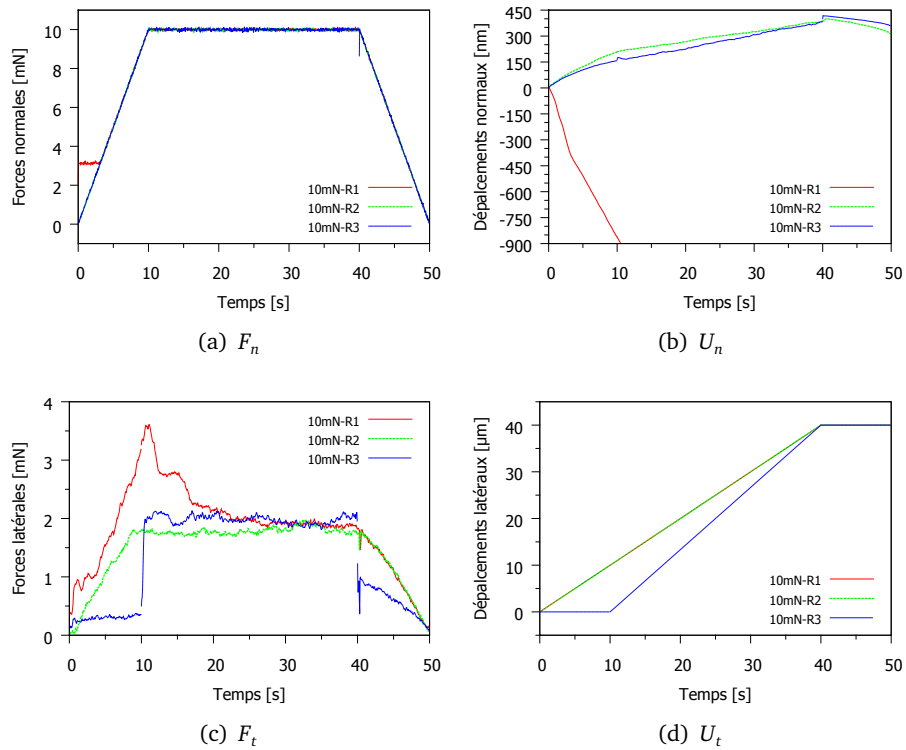 Forces normales [mN]
10
8
6
4
2
0
10mN-R1
10mN-R2
10mN-R3
0 10 20 30 40 50
Temps [s]
(a) F_n
Dépalcements normaux [nm]
450
300
150
0
-150
-300
-450
-600
-750
-900
10mN-R1
10mN-R2
10mN-R3
0 10 20 30 40 50
Temps [s]
(b) U_n
Forces latérales [mN]
4
3
2
1
0
10mN-R1
10mN-R2
10mN-R3
0 10 20 30 40 50
Temps [s]
(c) F_t
Dépalcements latéraux [µm]
40
30
20
10
0
10mN-R1
10mN-R2
10mN-R3
0 10 20 30 40 50
Temps [s]
(d) U_t